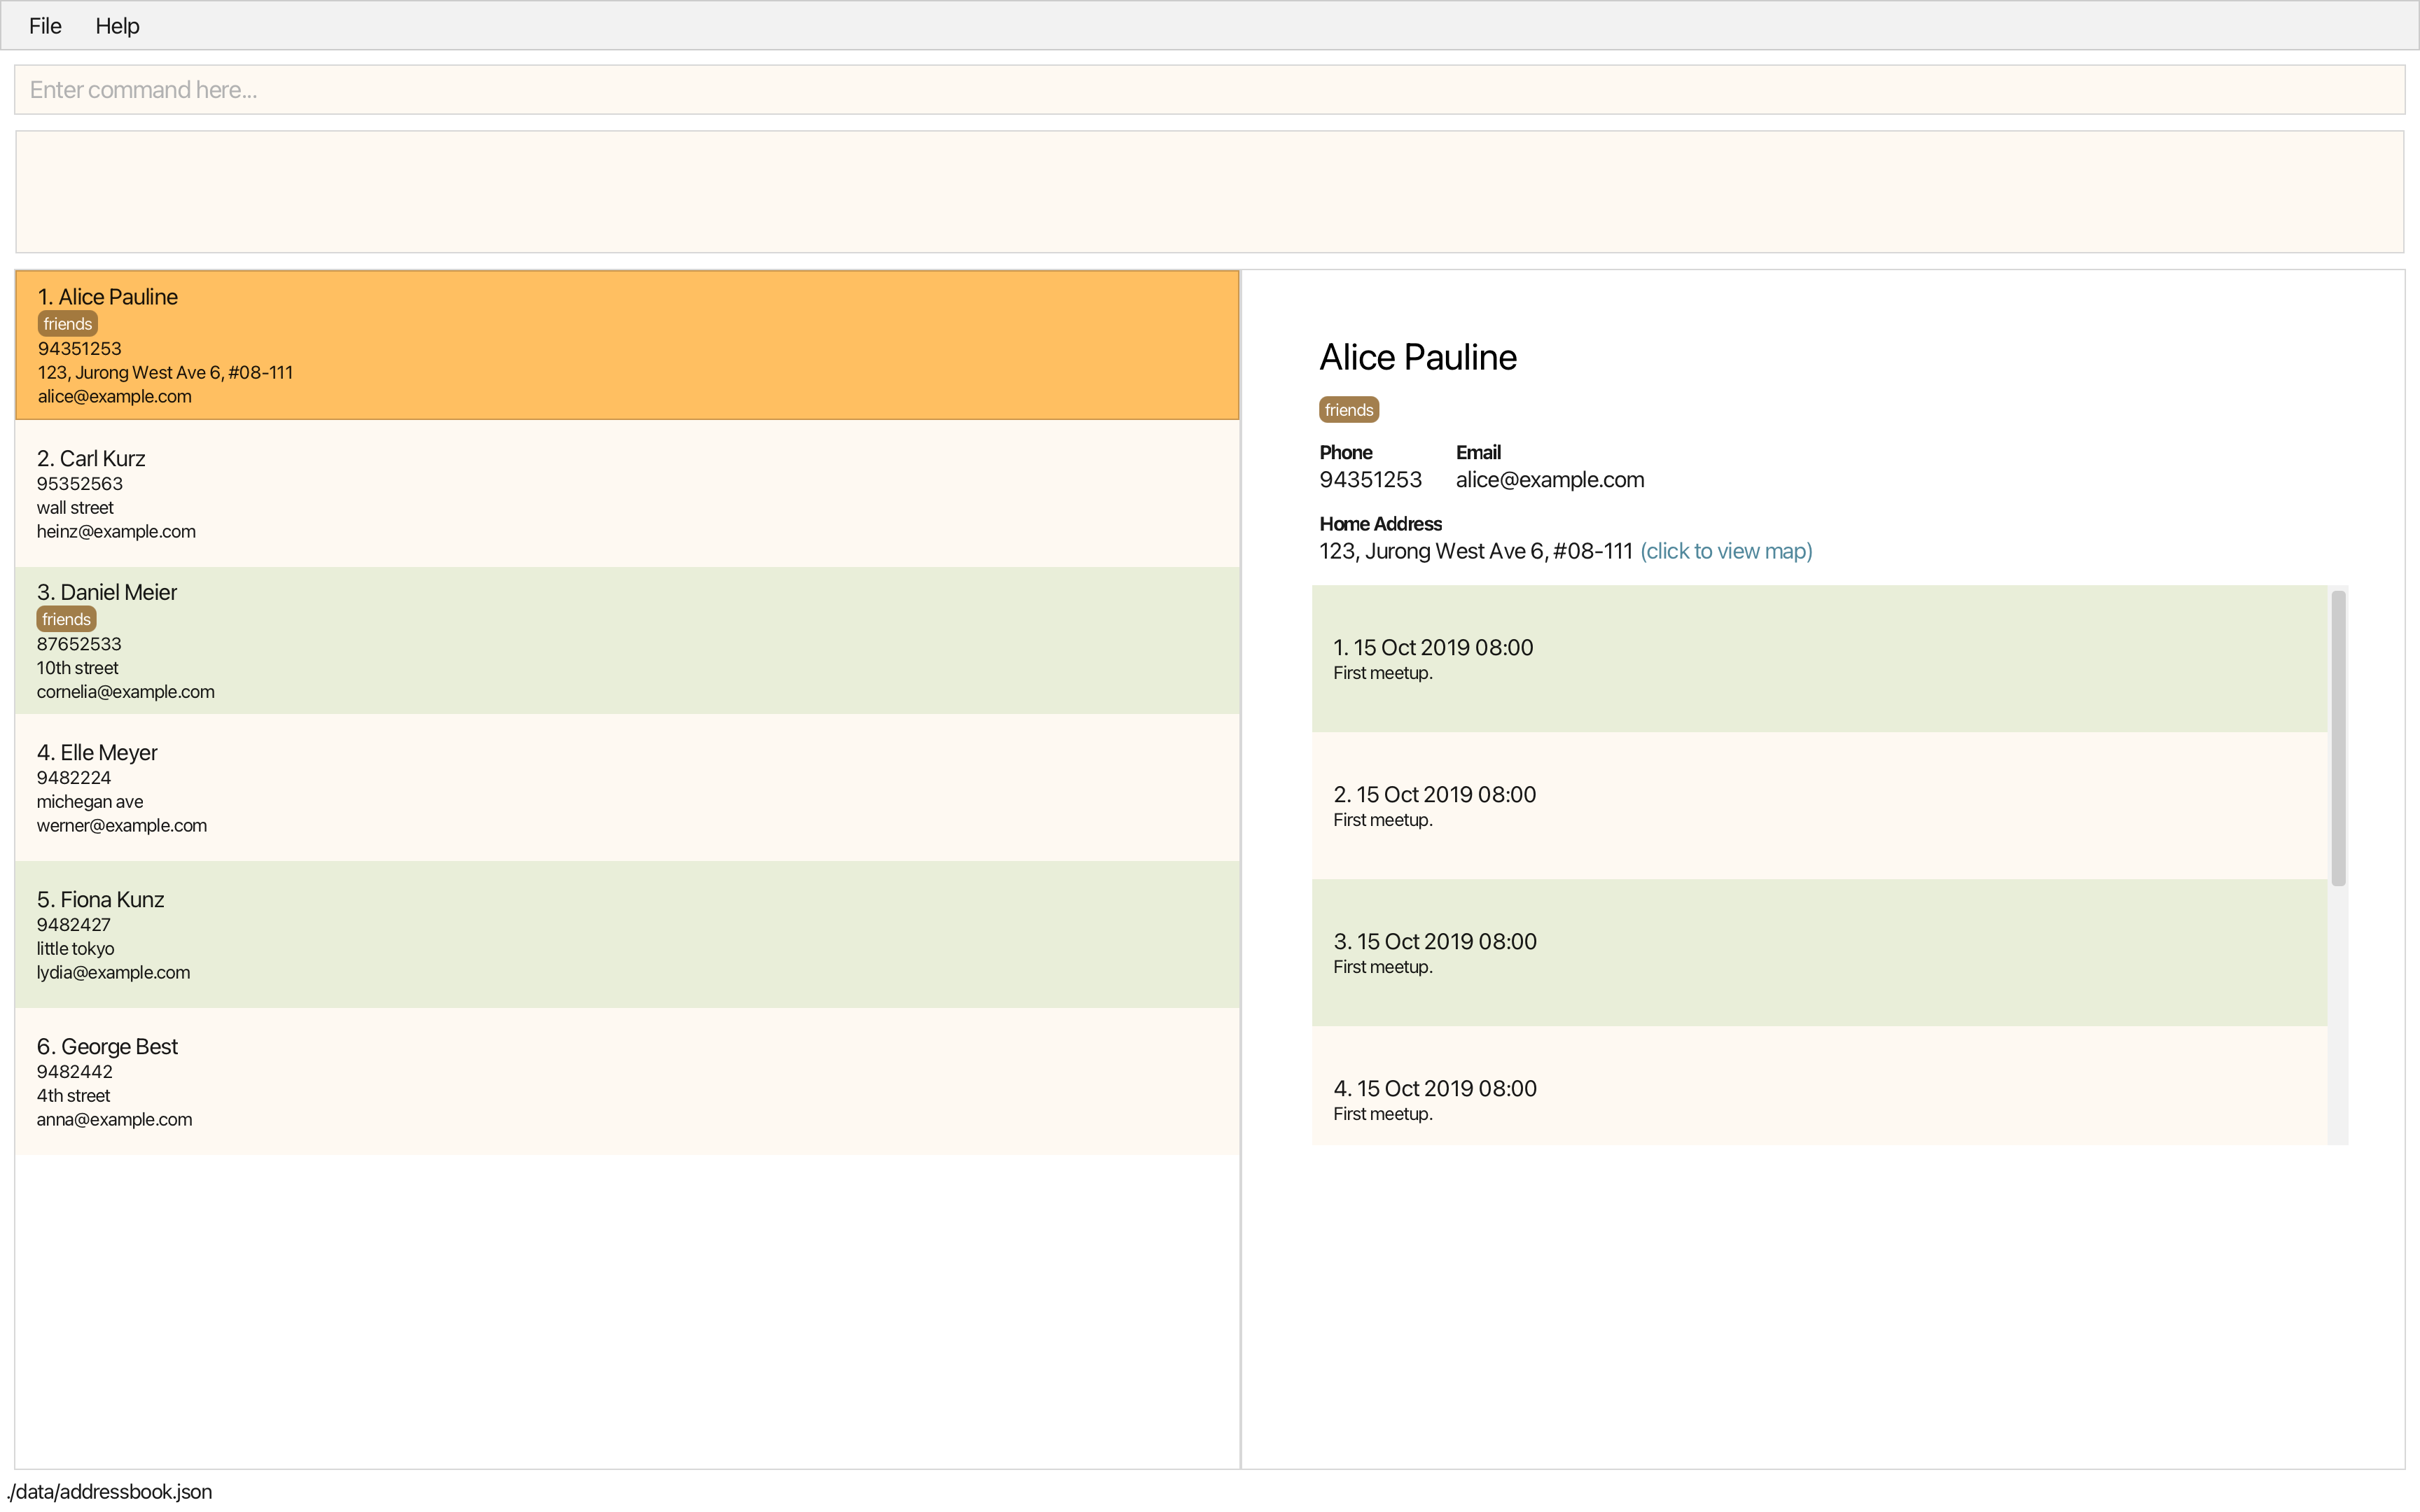 File Help
Enter command here...
1. Alice Pauline
friends
94351253
123, Jurong West Ave 6, #08-111
alice@example.com
2. Carl Kurz
95352563
wall street
heinz@example.com
3. Daniel Meier
friends
87652533
10th street
cornelia@example.com
4. Elle Meyer
9482224
michegan ave
werner@example.com
5. Fiona Kunz
9482427
little tokyo
lydia@example.com
6. George Best
9482442
4th street
anna@example.com
Alice Pauline
friends
Phone Email
94351253 alice@example.com
Home Address
123, Jurong West Ave 6, #08-111 (click to view map)
1. 15 Oct 2019 08:00
First meetup.
2. 15 Oct 2019 08:00
First meetup.
3. 15 Oct 2019 08:00
First meetup.
4. 15 Oct 2019 08:00
First meetup.
./data/addressbook.json